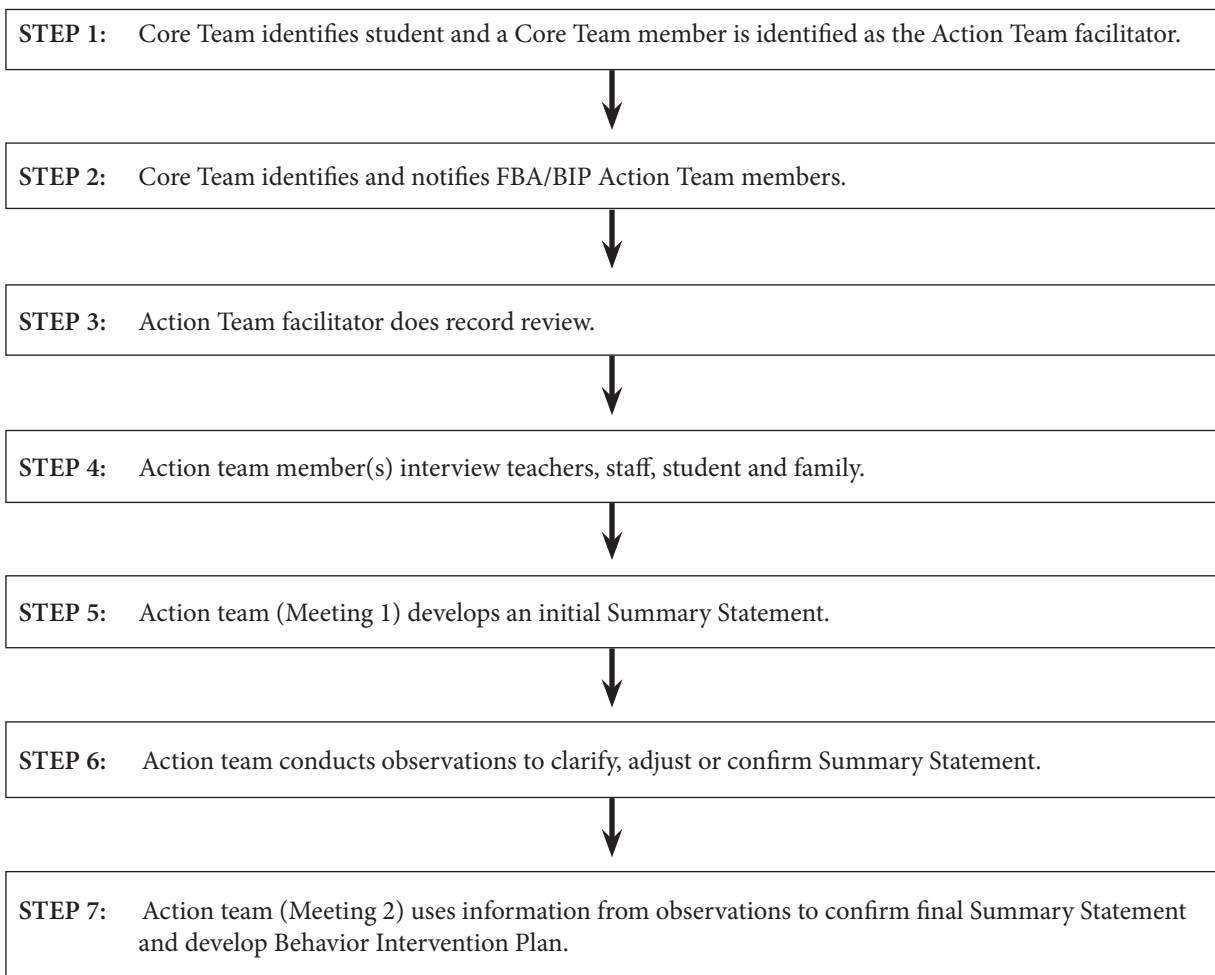 STEP 1: Core Team identifies student and a Core Team member is identified as the Action Team facilitator.
STEP 2: Core Team identifies and notifies FBA/BIP Action Team members.
STEP 3: Action Team facilitator does record review.
STEP 4: Action team member(s) interview teachers, staff, student and family.
STEP 5: Action team (Meeting 1) develops an initial Summary Statement.
STEP 6: Action team conducts observations to clarify, adjust or confirm Summary Statement.
STEP 7: Action team (Meeting 2) uses information from observations to confirm final Summary Statement
and develop Behavior Intervention Plan.